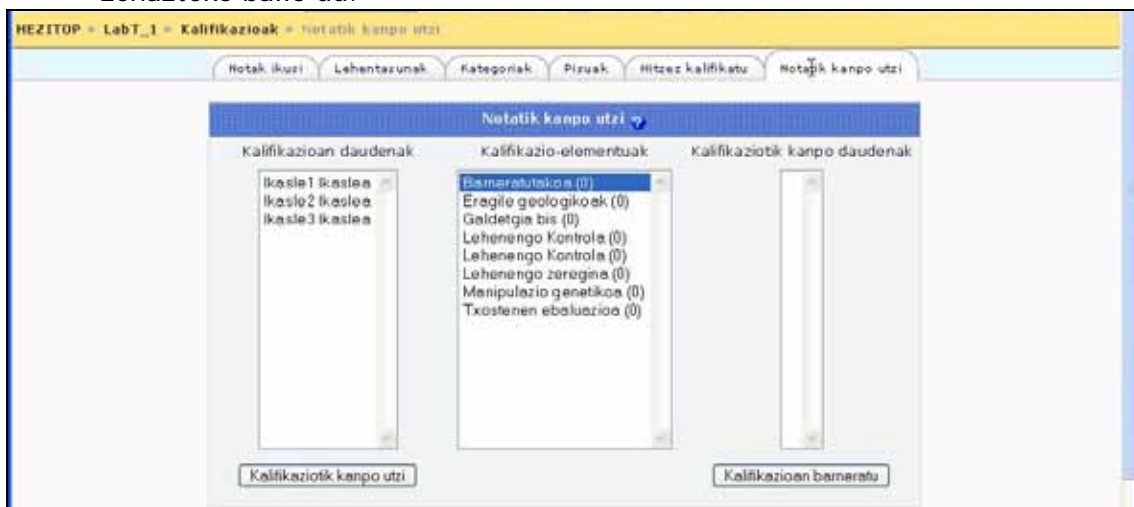 HEZITOP » LabT_1 » Kalifikazioak » Notatik kanpo utzi
Notak ikusi
Lehentasunak
Kategoriak
Pisuak
Hitzez kalifikatu
Notatik kanpo utzi
Notatik kanpo utzi ?
Kalifikazioan daudenak
Kalifikazio-elementuak
Kalifikaziotik kanpo daudenak
Ikasle1 Ikaslea
Ikasle2 Ikaslea
Ikasle3 Ikaslea
Barneratutakoa (0)
Eragile geologikoak (0)
Galdetgia bis (0)
Lehenengo Kontrola (0)
Lehenengo Kontrola (0)
Lehenengo zeregina (0)
Manipulazio genetikoa (0)
Txostenen ebaluazioa (0)
Kalifikaziotik kanpo utzi
Kalifikazioan barneratu